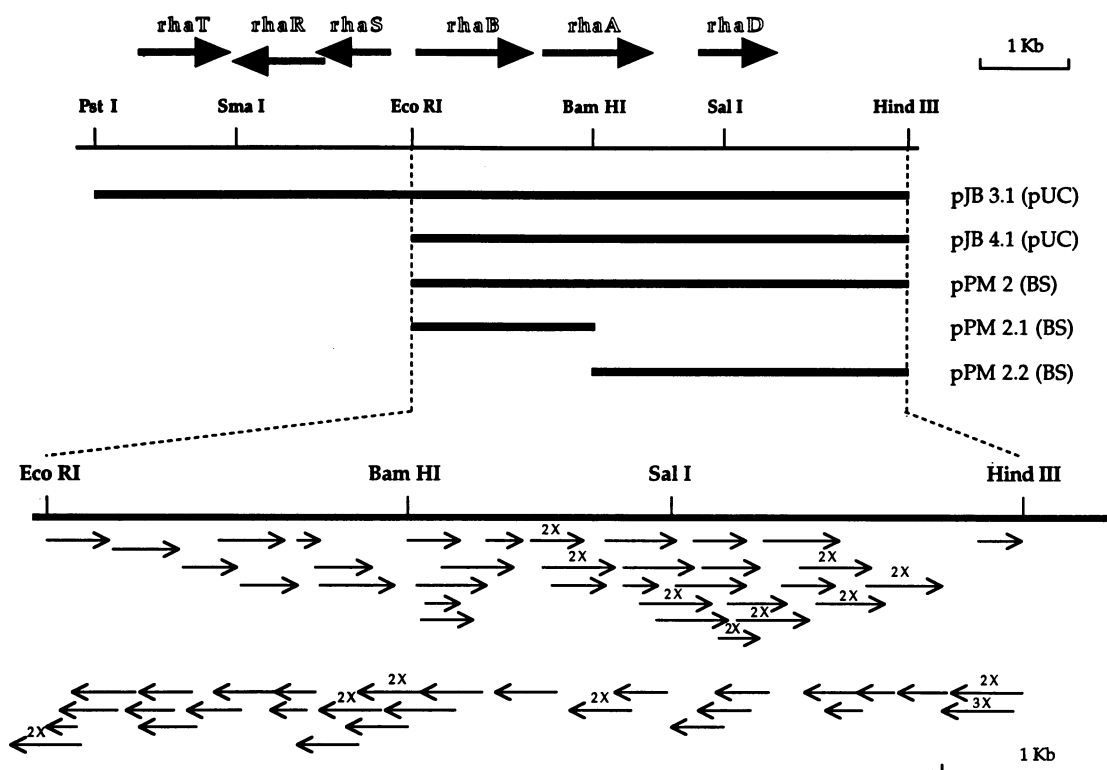 rhaT rhaR rhaS rhaB rhaA rhaD
1 Kb
Pst I Sma I Eco RI Bam HI Sal I Hind III
pJB 3.1 (pUC)
pJB 4.1 (pUC)
pPM 2 (BS)
pPM 2.1 (BS)
pPM 2.2 (BS)
Eco RI Bam HI Sal I Hind III
2X
2X 2X
2X
2X 2X 2X
2X
2X
2X 2X
2X 2X 3X
2X
1 Kb